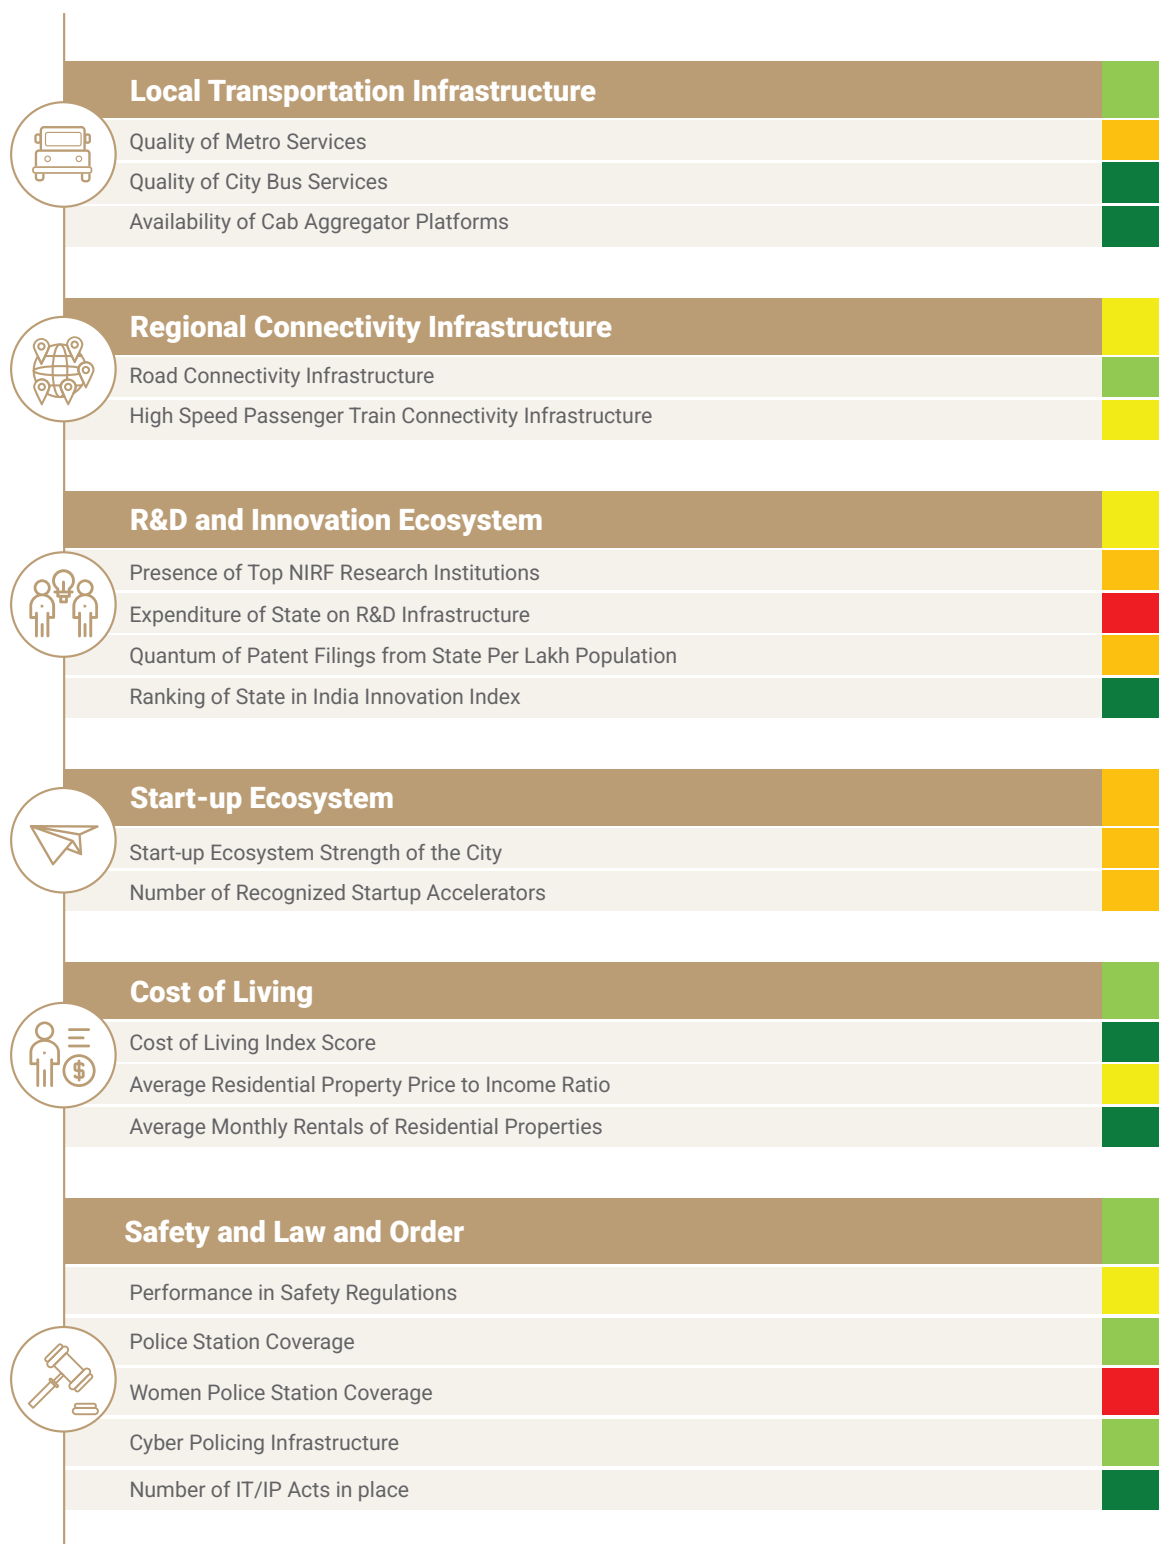 Local Transportation Infrastructure
Quality of Metro Services
Quality of City Bus Services
Availability of Cab Aggregator Platforms
Regional Connectivity Infrastructure
Road Connectivity Infrastructure
High Speed Passenger Train Connectivity Infrastructure
R&D and Innovation Ecosystem
Presence of Top NIRF Research Institutions
Expenditure of State on R&D Infrastructure
Quantum of Patent Filings from State Per Lakh Population
Ranking of State in India Innovation Index
Start-up Ecosystem
Start-up Ecosystem Strength of the City
Number of Recognized Startup Accelerators
Cost of Living
Cost of Living Index Score
Average Residential Property Price to Income Ratio
Average Monthly Rentals of Residential Properties
$
Safety and Law and Order
Performance in Safety Regulations
Police Station Coverage
Women Police Station Coverage
Cyber Policing Infrastructure
Number of IT/IP Acts in place